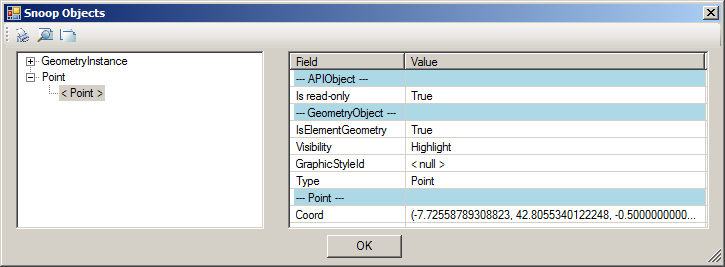 Snoop Objects
GeometryInstance
Point
< Point >
Field Value
--- APIObject ---
Is read-only True
--- GeometryObject ---
IsElementGeometry True
Visibility Highlight
GraphicStyleId < null >
Type Point
--- Point ---
Coord (-7.72558789308823, 42.8055340122248, -0.5000000000...
OK